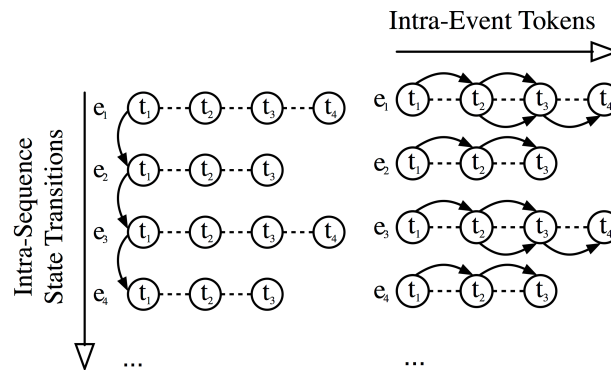 Intra-Event Tokens
Intra-Sequence
State Transitions
e₁ t₁ t₂ t₃ t₄
e₂ t₁ t₂ t₃
e₃ t₁ t₂ t₃ t₄
e₄ t₁ t₂ t₃
...
e₁ t₁ t₂ t₃ t₄
e₂ t₁ t₂ t₃
e₃ t₁ t₂ t₃ t₄
e₄ t₁ t₂ t₃
...